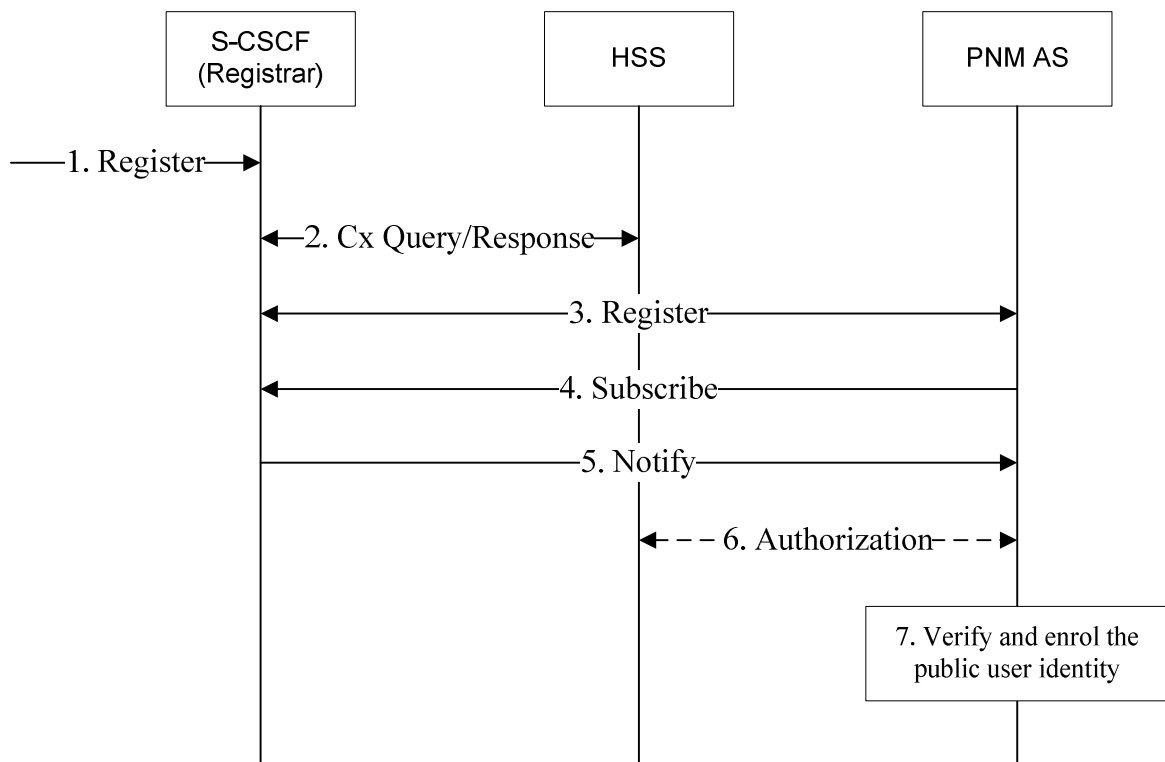 S-CSCF
(Registrar)
HSS
PNM AS
1. Register
2. Cx Query/Response
3. Register
4. Subscribe
5. Notify
6. Authorization
7. Verify and enrol the
public user identity